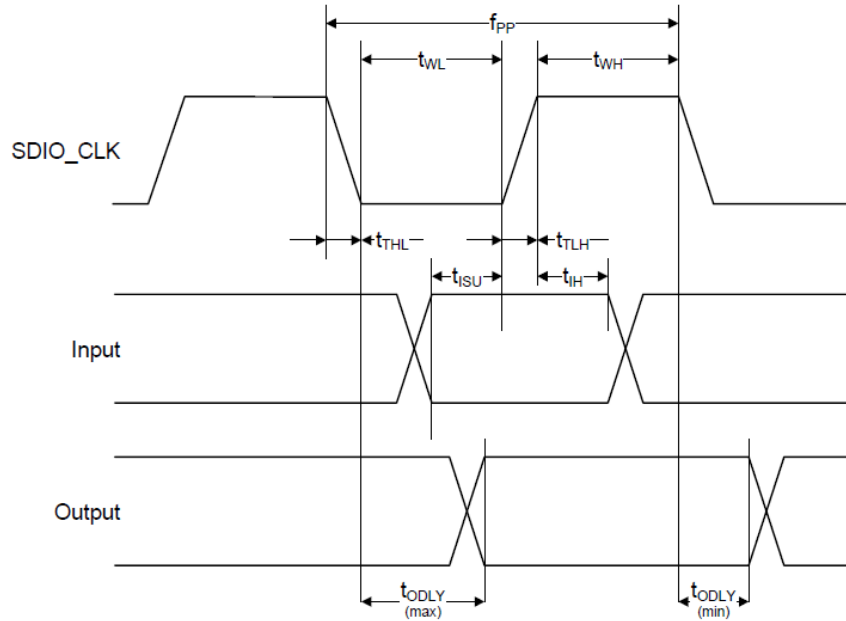 fPP
tWL
tWH
SDIO_CLK
tTHL
tTLH
tISU
tIH
Input
Output
tODLY
(max)
tODLY
(min)